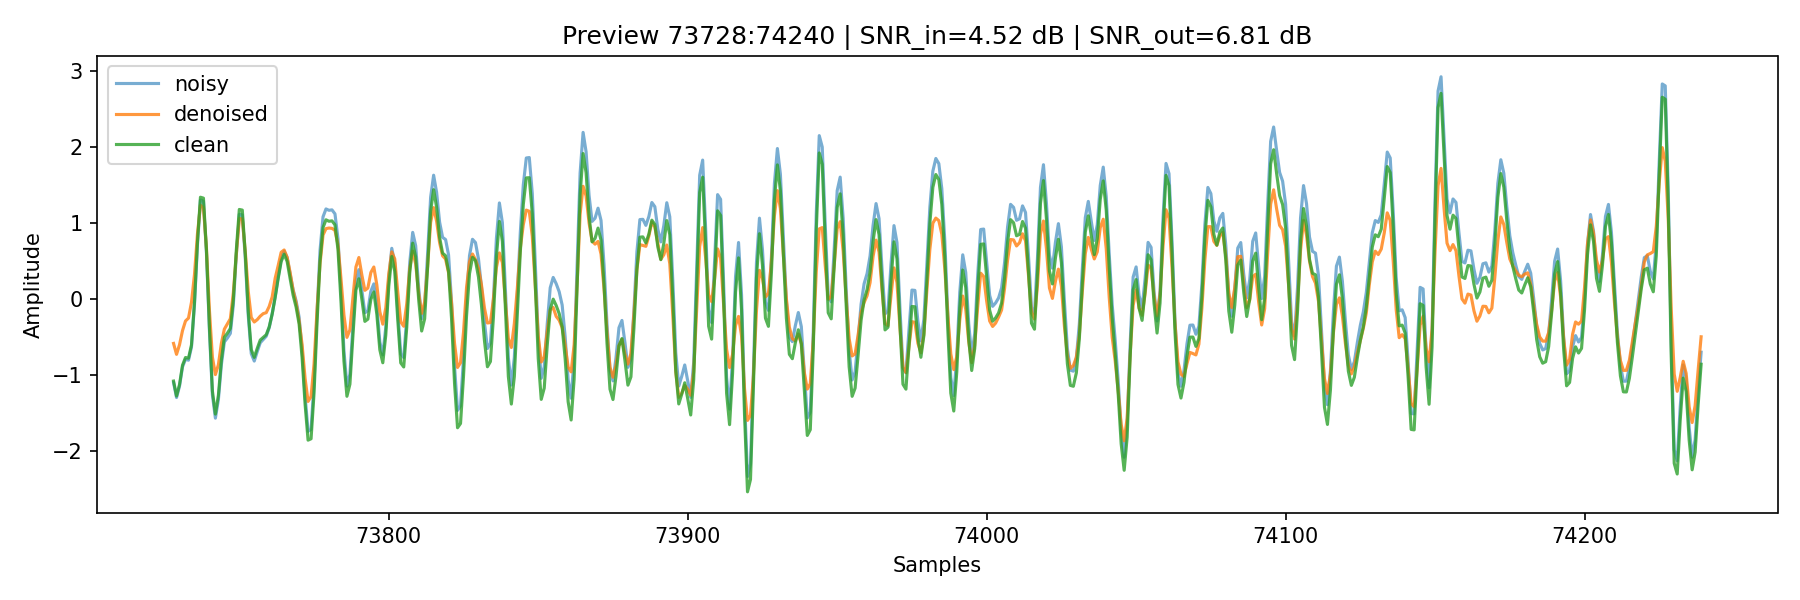 Preview 73728:74240 | SNR_in=4.52 dB | SNR_out=6.81 dB
noisy
denoised
clean
Amplitude
3
2
1
0
−1
−2
73800 73900 74000 74100 74200
Samples